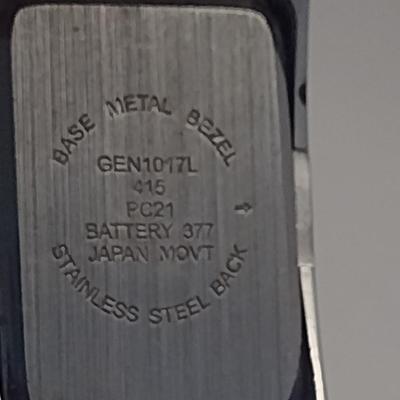 BASE METAL BEZEL
GEN1017L
415
PC21
BATTERY 377
JAPAN MOVT
STAINLESS STEEL BACK